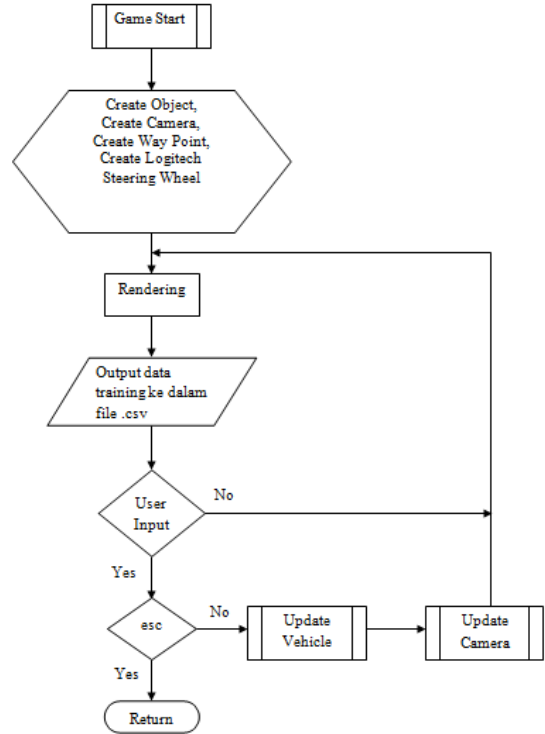 Game Start
Create Object,
Create Camera,
Create Way Point,
Create Logitech
Steering Wheel
Rendering
Output data
training ke dalam
file .csv
User
Input
No
Yes
esc
No
Update
Vehicle
Update
Camera
Yes
Return